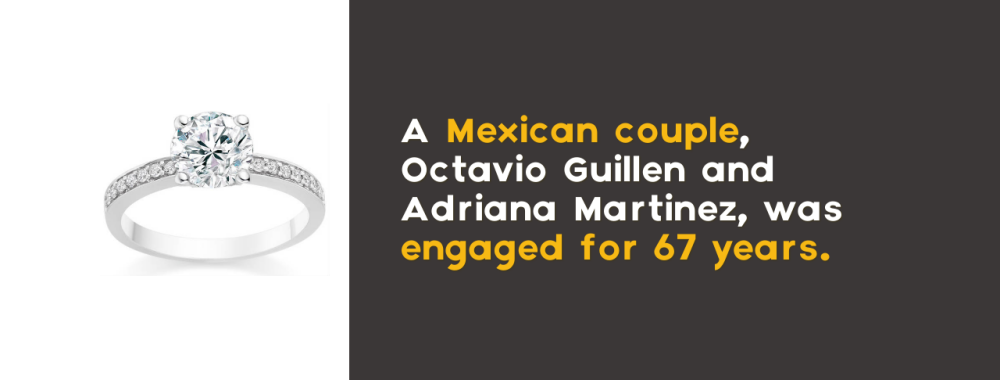 A Mexican couple,
Octavio Guillen and
Adriana Martinez, was
engaged for 67 years.